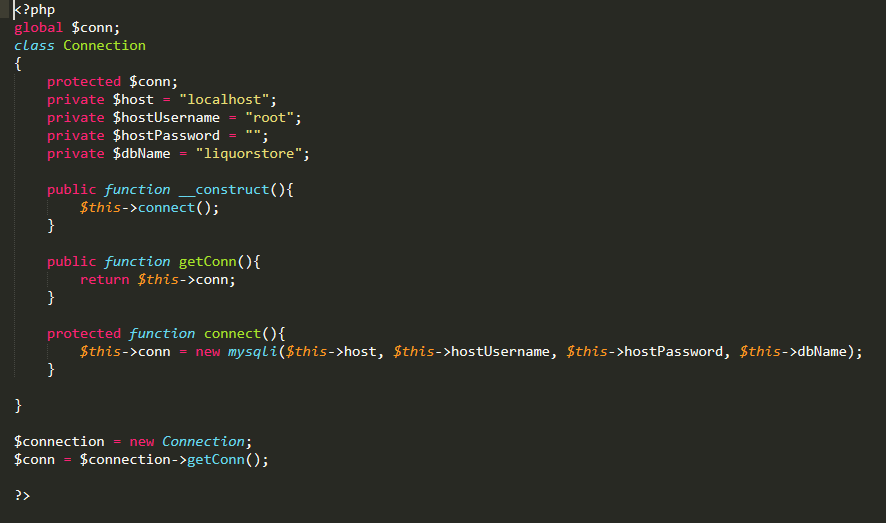 <?php
global $conn;
class Connection
{
    protected $conn;
    private $host = "localhost";
    private $hostUsername = "root";
    private $hostPassword = "";
    private $dbName = "liquorstore";

    public function __construct(){
        $this->connect();
    }

    public function getConn(){
        return $this->conn;
    }

    protected function connect(){
        $this->conn = new mysqli($this->host, $this->hostUsername, $this->hostPassword, $this->dbName);
    }

}

$connection = new Connection;
$conn = $connection->getConn();

?>